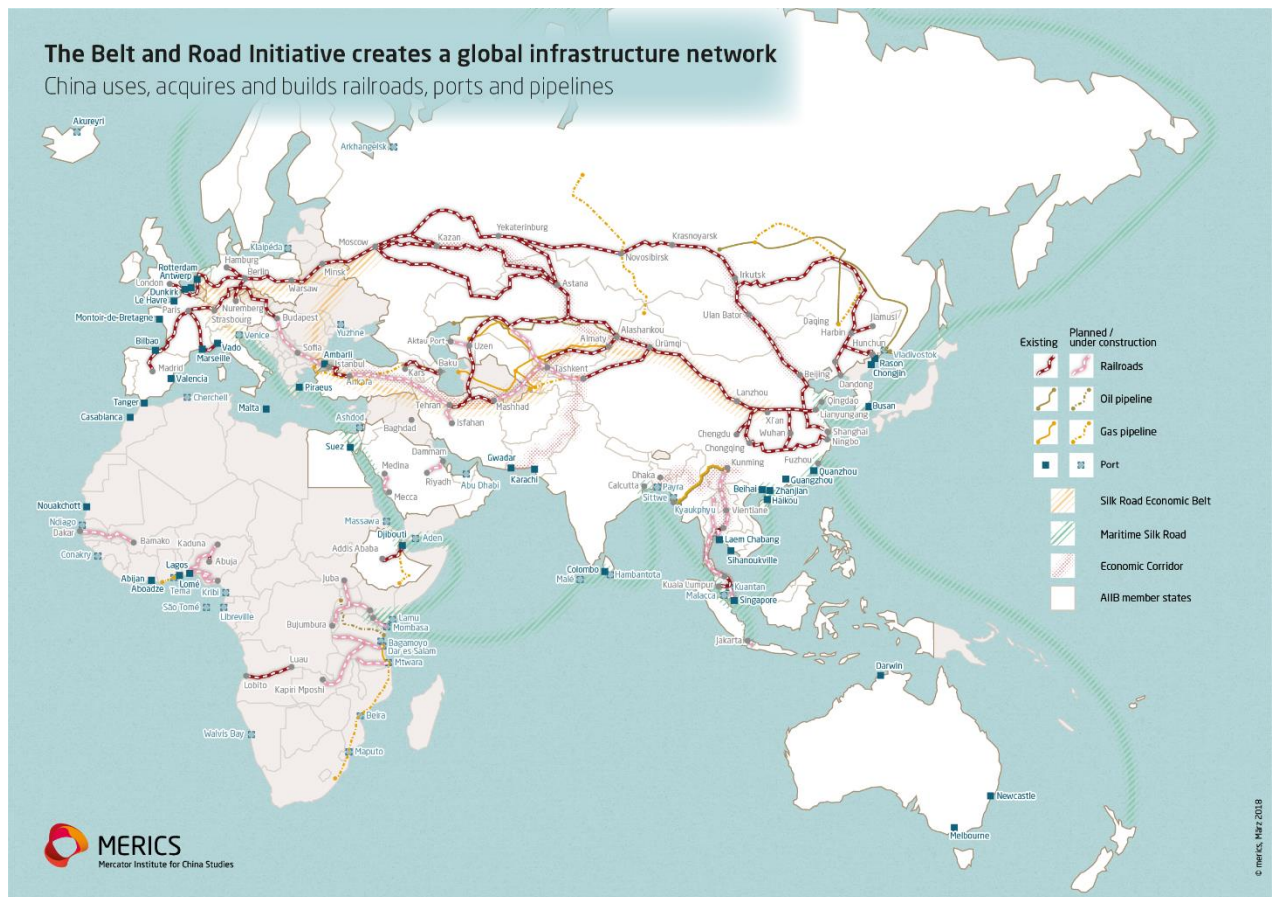 The Belt and Road Initiative creates a global infrastructure network
China uses, acquires and builds railroads, ports and pipelines
Akureyri
Arkhangelsk
Klaipėda
Moscow
Kazan
Yekaterinburg
Krasnoyarsk
Novosibirsk
Irkutsk
Astana
Ulan Bator
Rotterdam
Antwerp
London
Dunkirk
Le Havre
Hamburg
Berlin
Warsaw
Minsk
Paris
Nuremberg
Strasbourg
Budapest
Montoir-de-Bretagne
Bilbao
Madrid
Vado
Marseille
Venice
Valencia
Tanger
Casablanca
Cherchell
Malta
Piraeus
Sofia
Ambarli
Istanbul
Ankara
Yuzhne
Kars
Baku
Aktau Port
Uzen
Almaty
Alashankou
Ürümqi
Tashkent
Tehran
Mashhad
Isfahan
Ashdod
Baghdad
Suez
Dammam
Medina
Riyadh
Abu Dhabi
Mecca
Gwadar
Karachi
Daqing
Harbin
Jiamusi
Hunchun
Vladivostok
Rason
Chongjin
Dandong
Beijing
Busan
Lanzhou
Qingdao
Lianyungang
Xi'an
Wuhan
Shanghai
Ningbo
Chengdu
Chongqing
Kunming
Fuzhou
Quanzhou
Guangzhou
Beihai
Zhanjian
Haikou
Dhaka
Calcutta
Payra
Sittwe
Kyaukphyu
Vientiane
Laem Chabang
Sihanoukville
Colombo
Hambantota
Malé
Kuala Lumpur
Kuantan
Malacca
Singapore
Jakarta
Nouakchott
Ndiago
Dakar
Bamako
Conakry
Kaduna
Abuja
Lagos
Abijan
Aboadze
Lomé
Tema
Kribi
São Tomé
Libreville
Massawa
Djibouti
Aden
Addis Ababa
Juba
Bujumbura
Lamu
Mombasa
Bagamoyo
Dar es Salam
Mtwara
Luau
Lobito
Kapiri Mposhi
Beira
Walvis Bay
Maputo
Darwin
Newcastle
Melbourne
Existing
Planned /
under construction
Railroads
Oil pipeline
Gas pipeline
Port
Silk Road Economic Belt
Maritime Silk Road
Economic Corridor
AIIB member states
MERICS
Mercator Institute for China Studies
© merics, März 2018